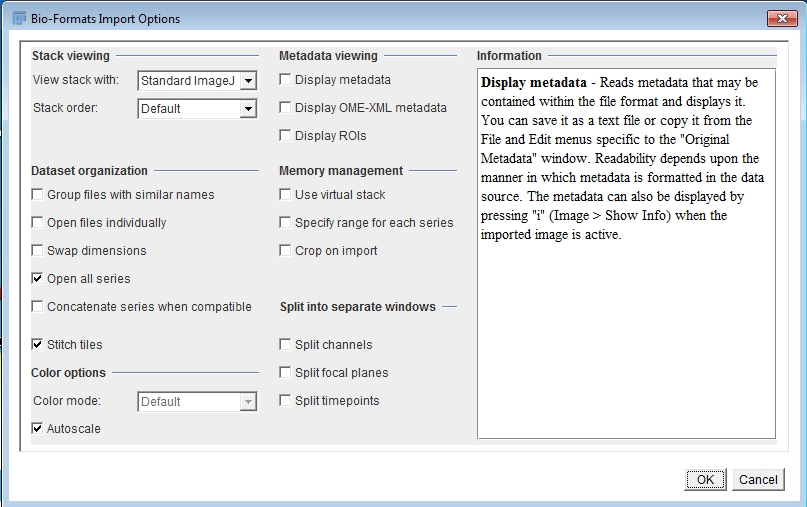 Bio-Formats Import Options
Stack viewing
View stack with: Standard ImageJ
Stack order: Default
Dataset organization
Group files with similar names
Open files individually
Swap dimensions
Open all series
Concatenate series when compatible
Stitch tiles
Color options
Color mode: Default
Autoscale
Metadata viewing
Display metadata
Display OME-XML metadata
Display ROIs
Memory management
Use virtual stack
Specify range for each series
Crop on import
Split into separate windows
Split channels
Split focal planes
Split timepoints
Information
Display metadata - Reads metadata that may be
contained within the file format and displays it.
You can save it as a text file or copy it from the
File and Edit menus specific to the "Original
Metadata" window. Readability depends upon the
manner in which metadata is formatted in the data
source. The metadata can also be displayed by
pressing "i" (Image > Show Info) when the
imported image is active.
OK Cancel